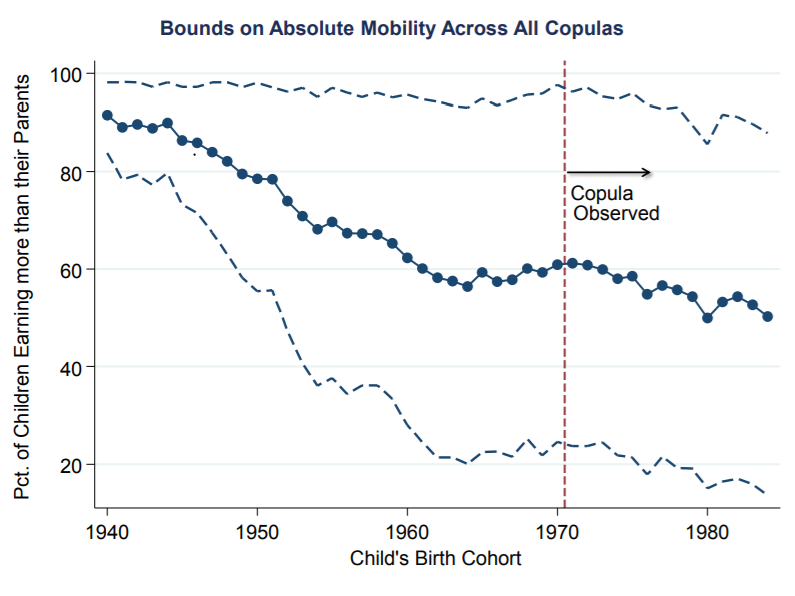 Bounds on Absolute Mobility Across All Copulas
Pct. of Children Earning more than their Parents
100
80
60
40
20
Copula
Observed
1940 1950 1960 1970 1980
Child's Birth Cohort